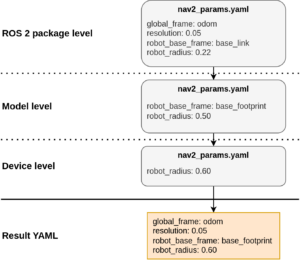 nav2_params.yaml
ROS 2 package level
global_frame: odom
resolution: 0.05
robot_base_frame: base_link
robot_radius: 0.22
nav2_params.yaml
Model level
robot_base_frame: base_footprint
robot_radius: 0.50
nav2_params.yaml
Device level
robot_radius: 0.60
Result YAML
global_frame: odom
resolution: 0.05
robot_base_frame: base_footprint
robot_radius: 0.60